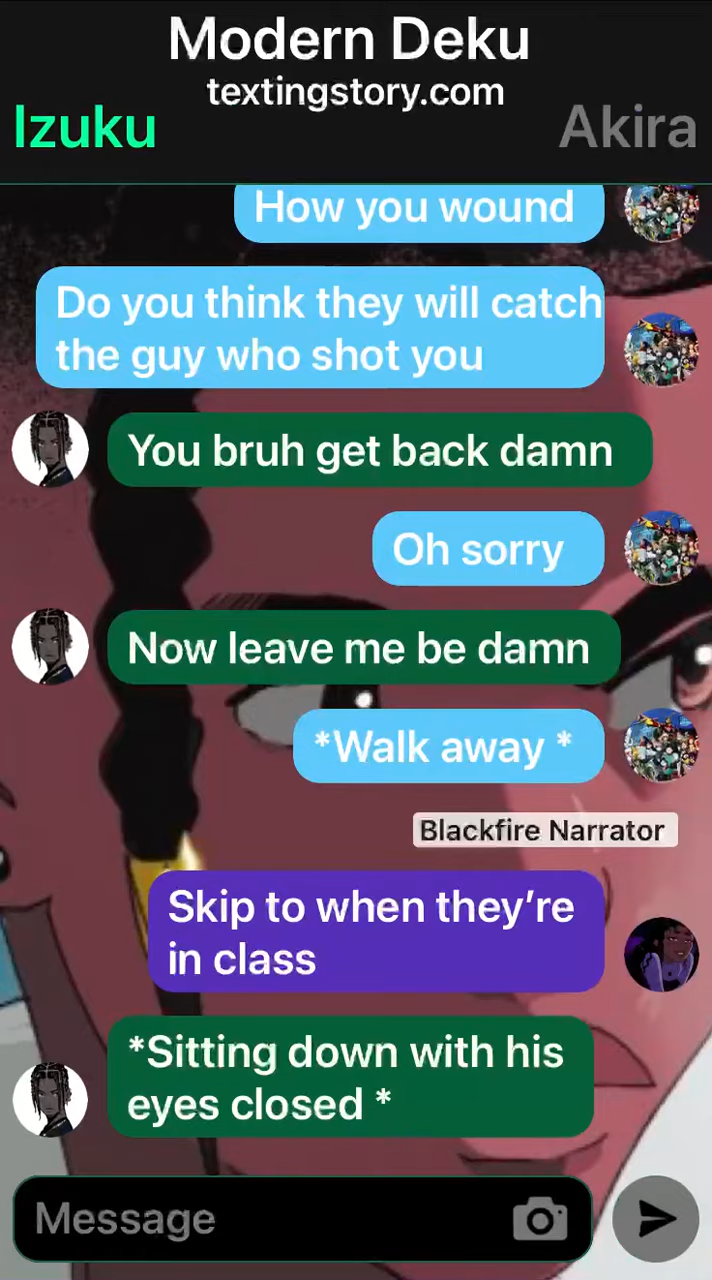 Modern Deku
textingstory.com
Izuku
Akira
How you wound
Do you think they will catch
the guy who shot you
You bruh get back damn
Oh sorry
Now leave me be damn
*Walk away *
Blackfire Narrator
Skip to when they’re
in class
*Sitting down with his
eyes closed *
Message